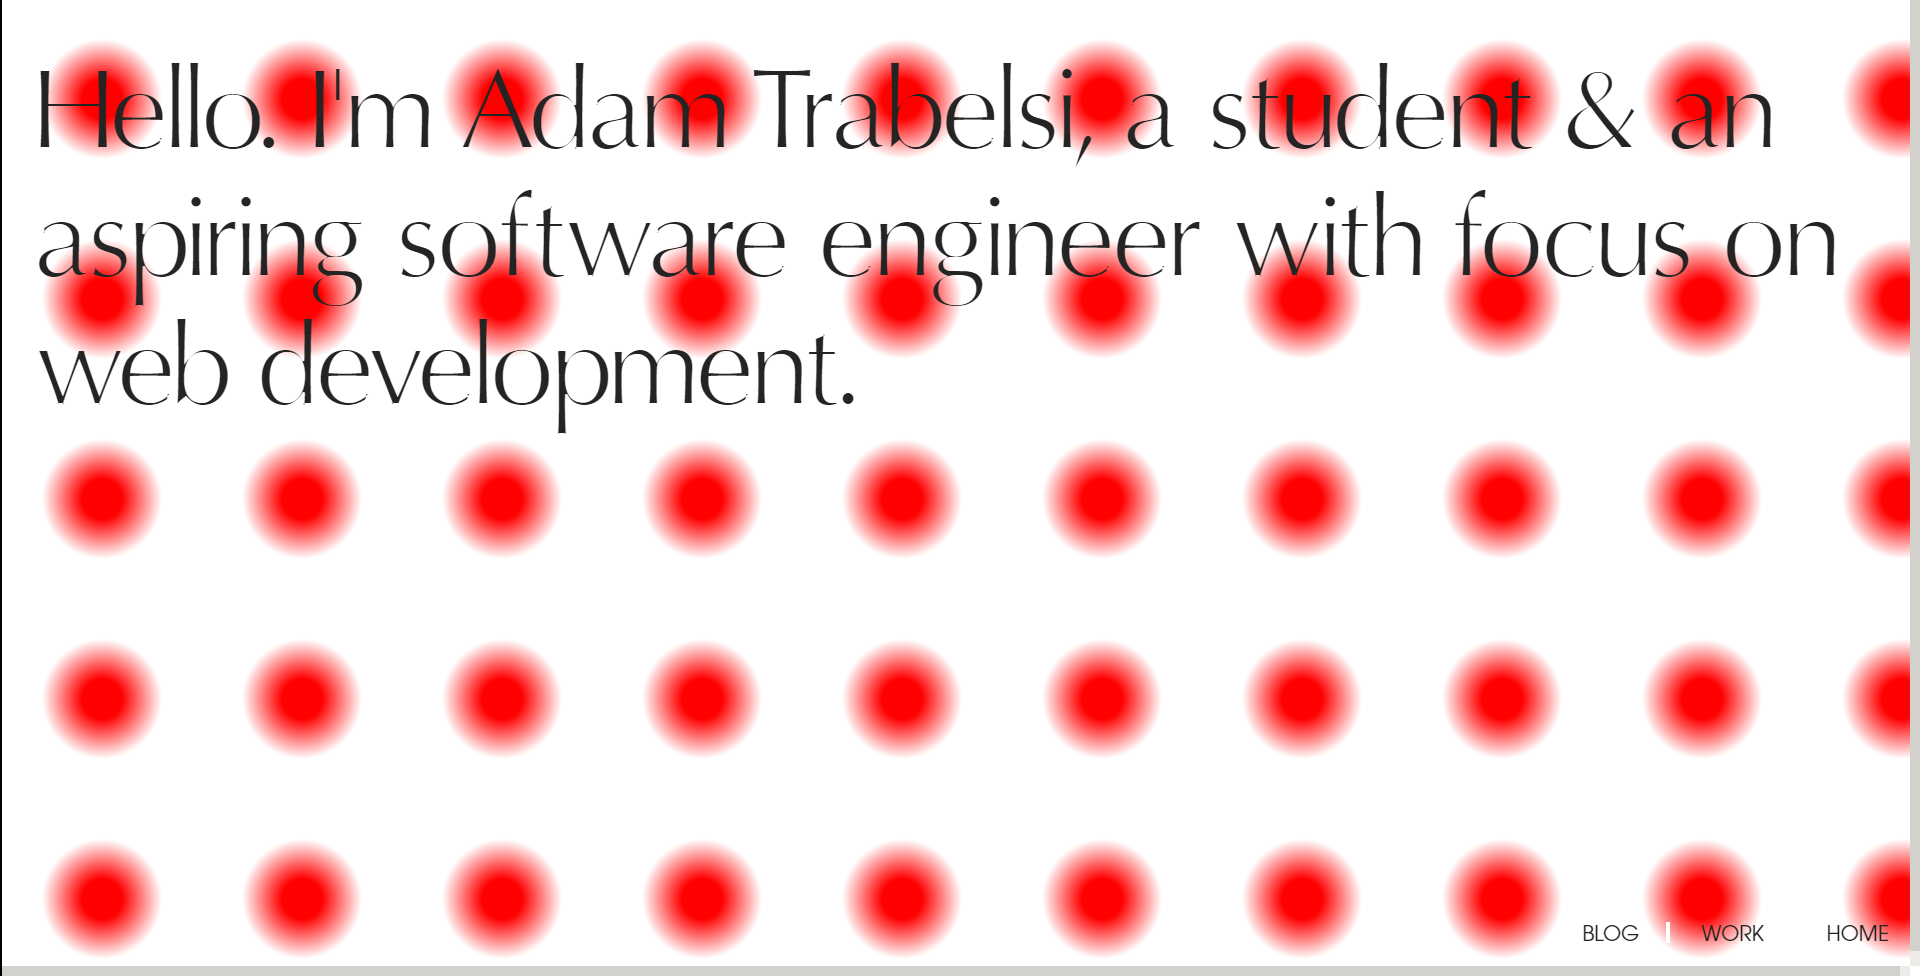 Hello. I'm Adam Trabelsi, a student & an
aspiring software engineer with focus on
web development.
BLOG WORK HOME